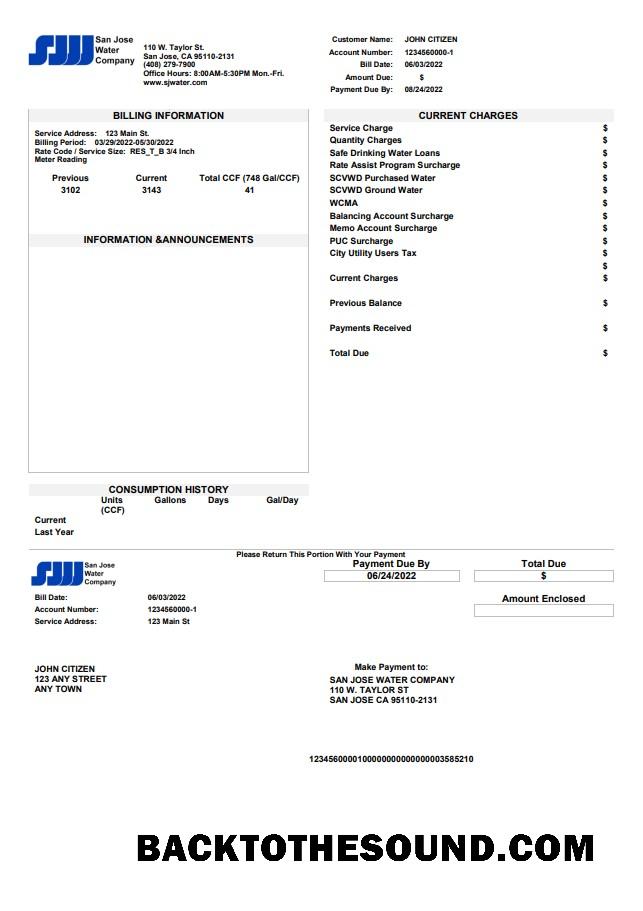 San Jose
Water
Company
110 W. Taylor St.
San Jose, CA 95110-2131
(408) 279-7900
Office Hours: 8:00AM-5:30PM Mon.-Fri.
www.sjwater.com
Customer Name: JOHN CITIZEN
Account Number: 1234560000-1
Bill Date: 06/03/2022
Amount Due: $
Payment Due By: 08/24/2022
BILLING INFORMATION
Service Address: 123 Main St.
Billing Period: 03/29/2022-05/30/2022
Rate Code / Service Size: RES_T_B 3/4 Inch
Meter Reading
Previous Current Total CCF (748 Gal/CCF)
3102 3143 41
INFORMATION &ANNOUNCEMENTS
CURRENT CHARGES
Service Charge $
Quantity Charges $
Safe Drinking Water Loans $
Rate Assist Program Surcharge $
SCVWD Purchased Water $
SCVWD Ground Water $
WCMA $
Balancing Account Surcharge $
Memo Account Surcharge $
PUC Surcharge $
City Utility Users Tax $
$
Current Charges $
Previous Balance $
Payments Received $
Total Due $
CONSUMPTION HISTORY
Units (CCF) Gallons Days Gal/Day
Current
Last Year
Please Return This Portion With Your Payment
San Jose
Water
Company
Payment Due By Total Due
06/24/2022 $
Bill Date: 06/03/2022
Account Number: 1234560000-1
Service Address: 123 Main St
Amount Enclosed
JOHN CITIZEN
123 ANY STREET
ANY TOWN
Make Payment to:
SAN JOSE WATER COMPANY
110 W. TAYLOR ST
SAN JOSE CA 95110-2131
1234560000100000000000000003585210
BACKTOTHESOUND.COM